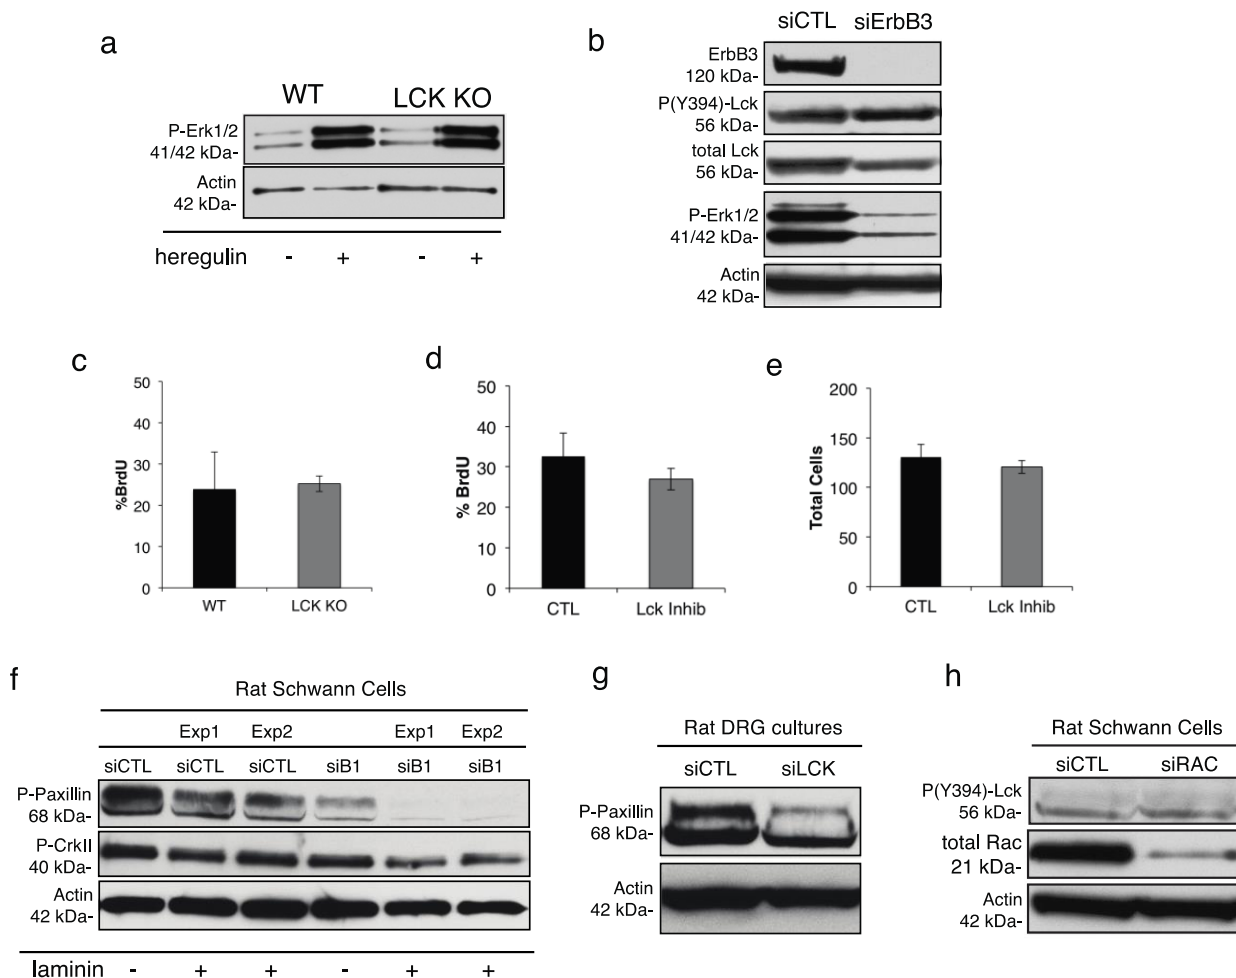 a
WT LCK KO
P-Erk1/2
41/42 kDa-
Actin
42 kDa-
heregulin - + - +
b
siCTL siErbB3
ErbB3
120 kDa-
P(Y394)-Lck
56 kDa-
total Lck
56 kDa-
P-Erk1/2
41/42 kDa-
Actin
42 kDa-
c
%BrdU
50
40
30
20
10
0
WT LCK KO
d
% BrdU
50
40
30
20
10
0
CTL Lck Inhib
e
Total Cells
200
150
100
50
0
CTL Lck Inhib
f
Rat Schwann Cells
Exp1 Exp2 Exp1 Exp2
siCTL siCTL siCTL siB1 siB1 siB1
P-Paxillin
68 kDa-
P-CrkII
40 kDa-
Actin
42 kDa-
laminin - + + - + +
g
Rat DRG cultures
siCTL siLCK
P-Paxillin
68 kDa-
Actin
42 kDa-
h
Rat Schwann Cells
siCTL siRAC
P(Y394)-Lck
56 kDa-
total Rac
21 kDa-
Actin
42 kDa-